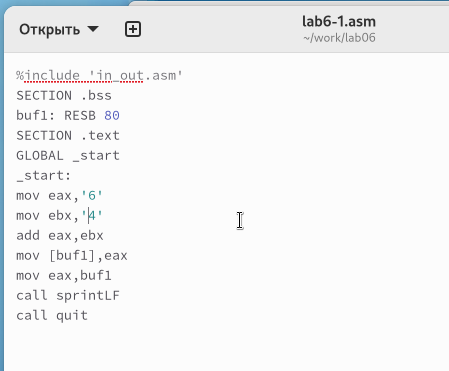 Открыть
lab6-1.asm
~/work/lab06
%include 'in_out.asm'
SECTION .bss
buf1: RESB 80
SECTION .text
GLOBAL _start
_start:
mov eax,'6'
mov ebx,'4'
add eax,ebx
mov [buf1],eax
mov eax,buf1
call sprintLF
call quit